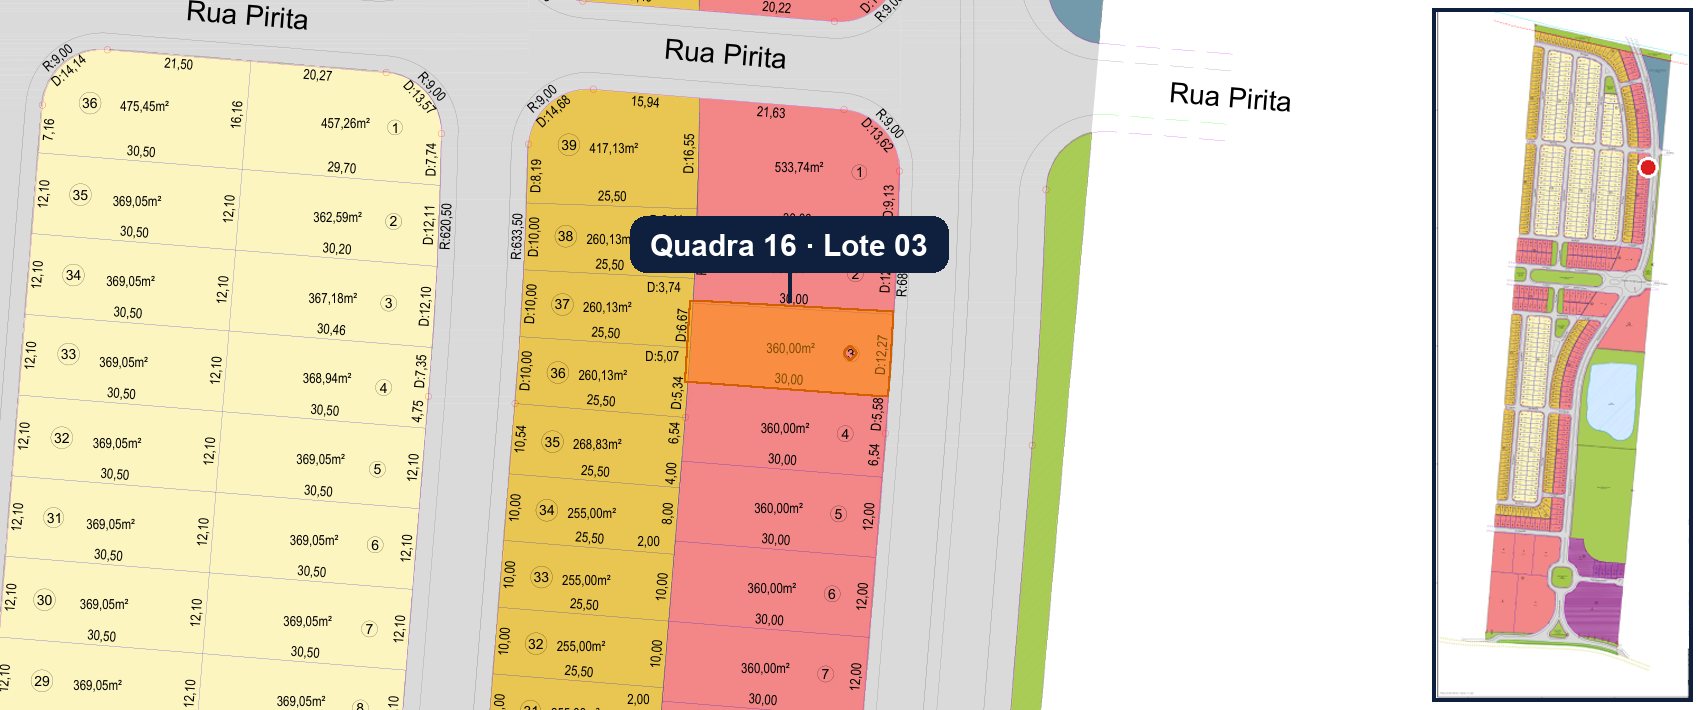 Rua Pirita
Rua Pirita
Rua Pirita
20,22
R:9,00
R:9,00
D:14,14
21,50
20,27
R:9,00
D:13,57
36
475,45m²
16,16
457,26m²
1
7,16
30,50
29,70
D:7,74
35
369,05m²
12,10
12,10
362,59m²
2
D:12,11
R:620,50
30,50
30,20
34
369,05m²
12,10
12,10
367,18m²
3
D:12,10
30,50
30,46
33
369,05m²
12,10
12,10
368,94m²
4
D:7,35
4,75
30,50
30,50
32
369,05m²
12,10
12,10
369,05m²
5
12,10
30,50
30,50
31
369,05m²
12,10
12,10
369,05m²
6
12,10
30,50
30,50
30
369,05m²
12,10
12,10
369,05m²
7
12,10
30,50
30,50
29
369,05m²
12,10
12,10
369,05m²
8
R:9,00
D:14,68
15,94
21,63
R:9,00
D:13,62
39
417,13m²
D:16,55
533,74m²
1
D:8,19
25,50
D:9,13
R:633,50
38
260,13m
D:10,00
25,50
2
Quadra 16 · Lote 03
30,00
37
260,13m²
D:10,00
D:3,74
D:6,67
25,50
360,00m²
3
D:12,27
30,00
36
260,13m²
D:10,00
D:5,07
D:5,34
25,50
360,00m²
4
D:5,58
6,54
30,00
35
268,83m²
10,54
6,54
4,00
25,50
360,00m²
5
12,00
30,00
34
255,00m²
10,00
8,00
25,50
2,00
360,00m²
6
12,00
30,00
33
255,00m²
10,00
10,00
25,50
360,00m²
7
12,00
30,00
32
255,00m²
10,00
10,00
25,50
2,00